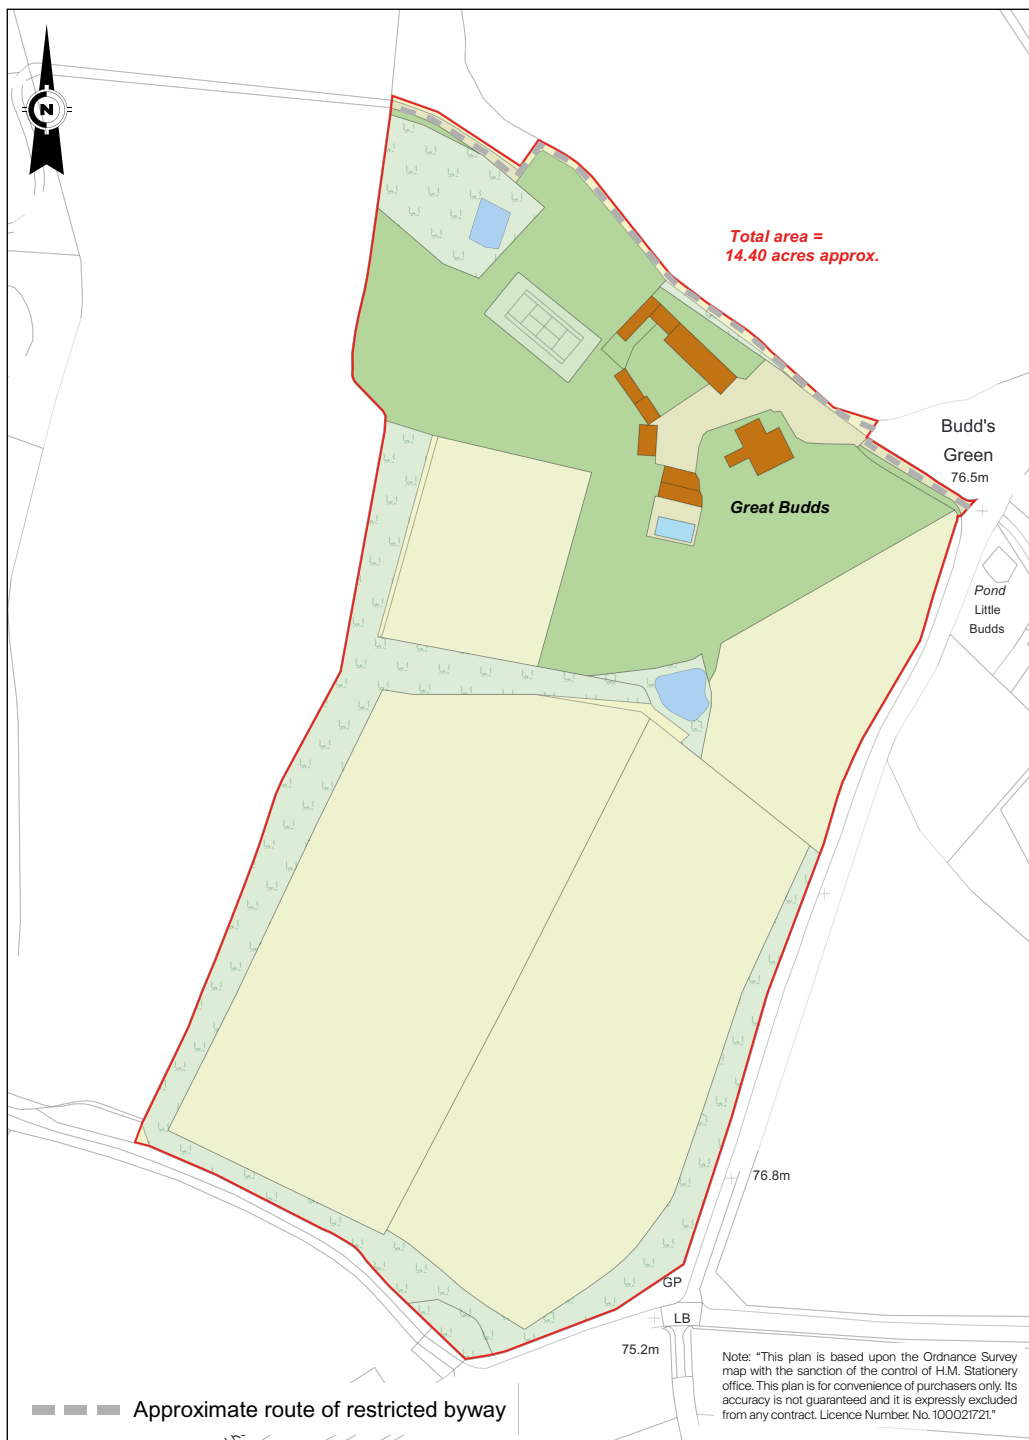 N
Total area =
14.40 acres approx.
Budd's
Green
76.5m
Great Budds
Pond
Little
Budds
76.8m
GP
LB
75.2m
Note: "This plan is based upon the Ordnance Survey
map with the sanction of the control of H.M. Stationery
office. This plan is for convenience of purchasers only. Its
accuracy is not guaranteed and it is expressly excluded
from any contract. Licence Number. No. 100021721."
Approximate route of restricted byway